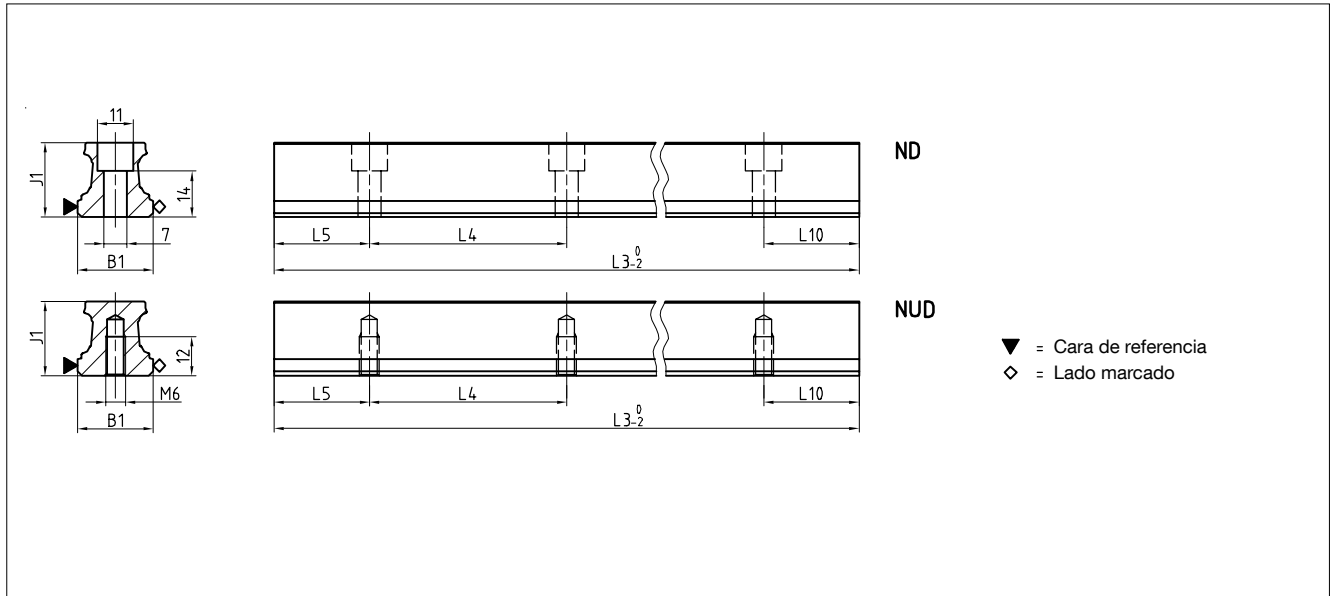 11
J1
14
7
B1
ND
L5
L4
L10
L3-2 0
J1
12
M6
B1
NUD
L5
L4
L10
L3-2 0
▼ = Cara de referencia
◇ = Lado marcado